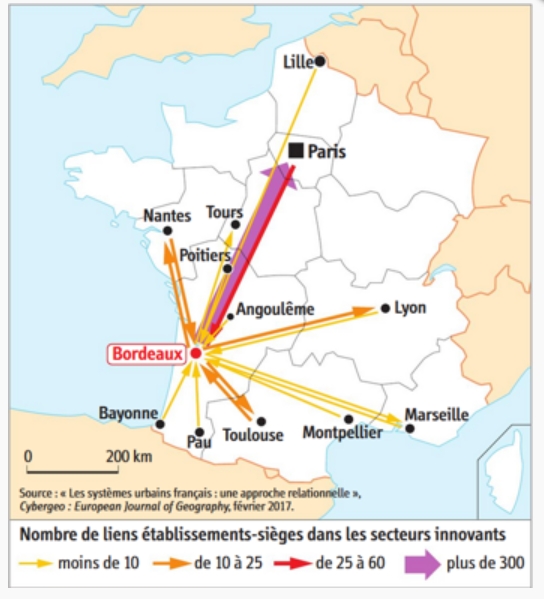 Lille
Paris
Nantes
Tours
Poitiers
Angoulême
Lyon
Bordeaux
Bayonne
Pau
Toulouse
Montpellier
Marseille
0 200 km
Source : « Les systèmes urbains français : une approche relationnelle »,
Cybergeo : European Journal of Geography, février 2017.
Nombre de liens établissements-sièges dans les secteurs innovants
moins de 10 de 10 à 25 de 25 à 60 plus de 300